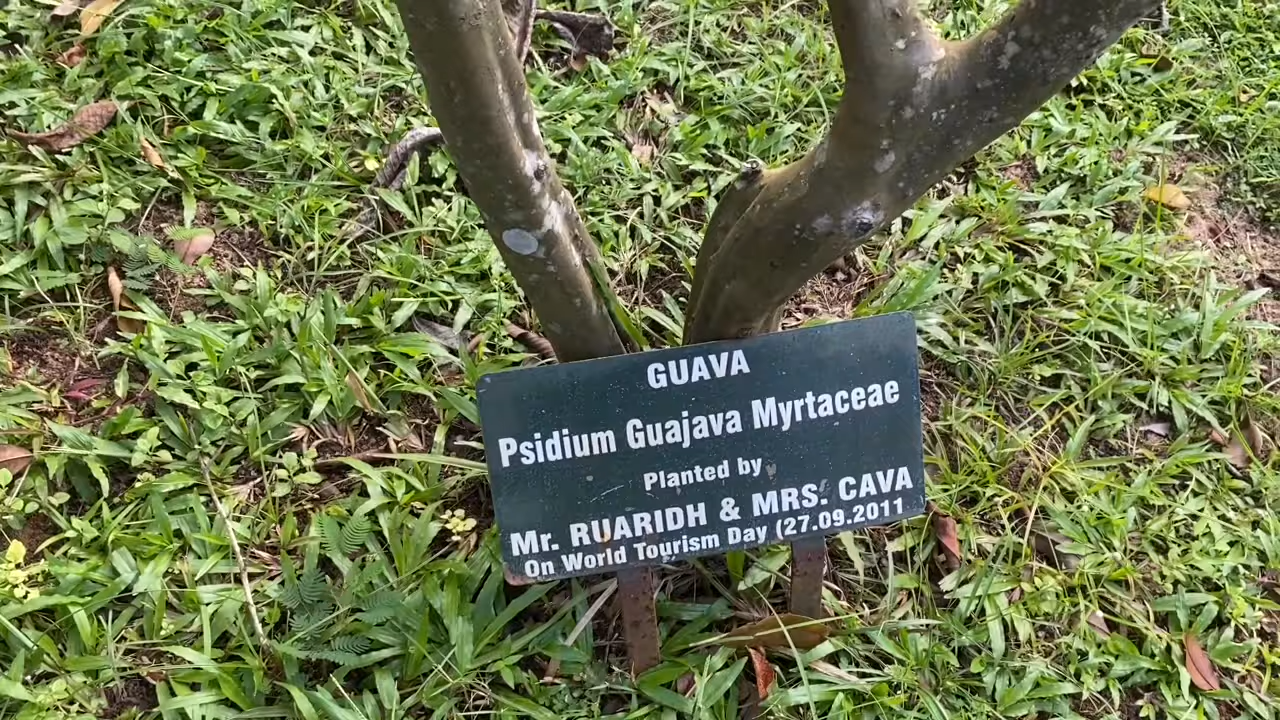 GUAVA
Psidium Guajava Myrtaceae
Planted by
Mr. RUARIDH & MRS. CAVA
On World Tourism Day (27.09.2011